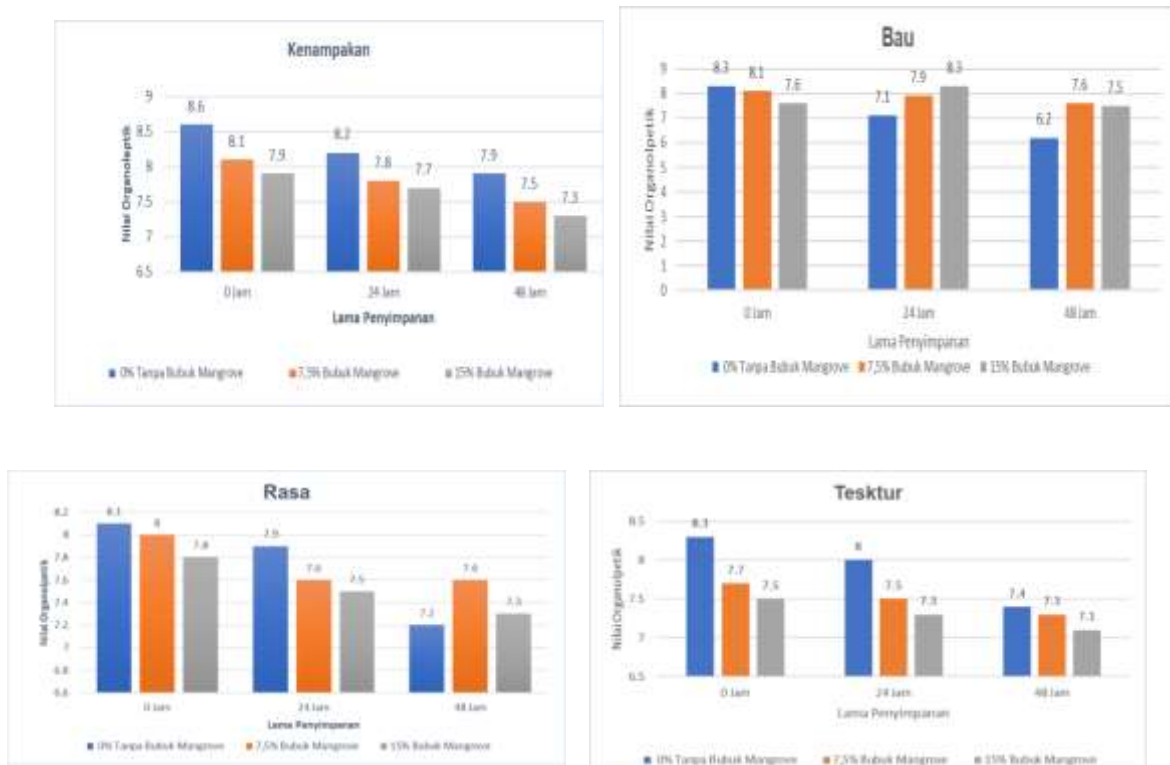 Kenampakan
Nilai Organoleptik
9
8.5
8
7.5
7
6.5
8.6
8.1
7.9
8.2
7.8
7.7
7.9
7.5
7.3
0 Jam
24 Jam
48 Jam
Lama Penyimpanan
0% Tanpa Bubuk Mangrove
7,5% Bubuk Mangrove
15% Bubuk Mangrove
Bau
Nilai Organolpetik
9
8
7
6
5
4
3
2
1
0
8.3
8.1
7.6
7.1
7.9
8.3
6.2
7.6
7.5
0 Jam
24 Jam
48 Jam
Lama Penyimpanan
0% Tanpa Bubuk Mangrove
7,5% Bubuk Mangrove
15% Bubuk Mangrove
Rasa
Nilai Organolpetik
8.2
8
7.8
7.6
7.4
7.2
7
6.8
6.6
8.1
8
7.8
7.9
7.6
7.5
7.2
7.6
7.3
0 Jam
24 Jam
48 Jam
Lama Penyimpanan
0% Tanpa Bubuk Mangrove
7,5% Bubuk Mangrove
15% Bubuk Mangrove
Tesktur
Nilai Organolpetik
8.5
8
7.5
7
6.5
8.3
7.7
7.5
8
7.5
7.3
7.4
7.3
7.1
0 Jam
24 Jam
48 Jam
Lama Penyimpanan
0% Tanpa Bubuk Mangrove
7,5% Bubuk Mangrove
15% Bubuk Mangrove